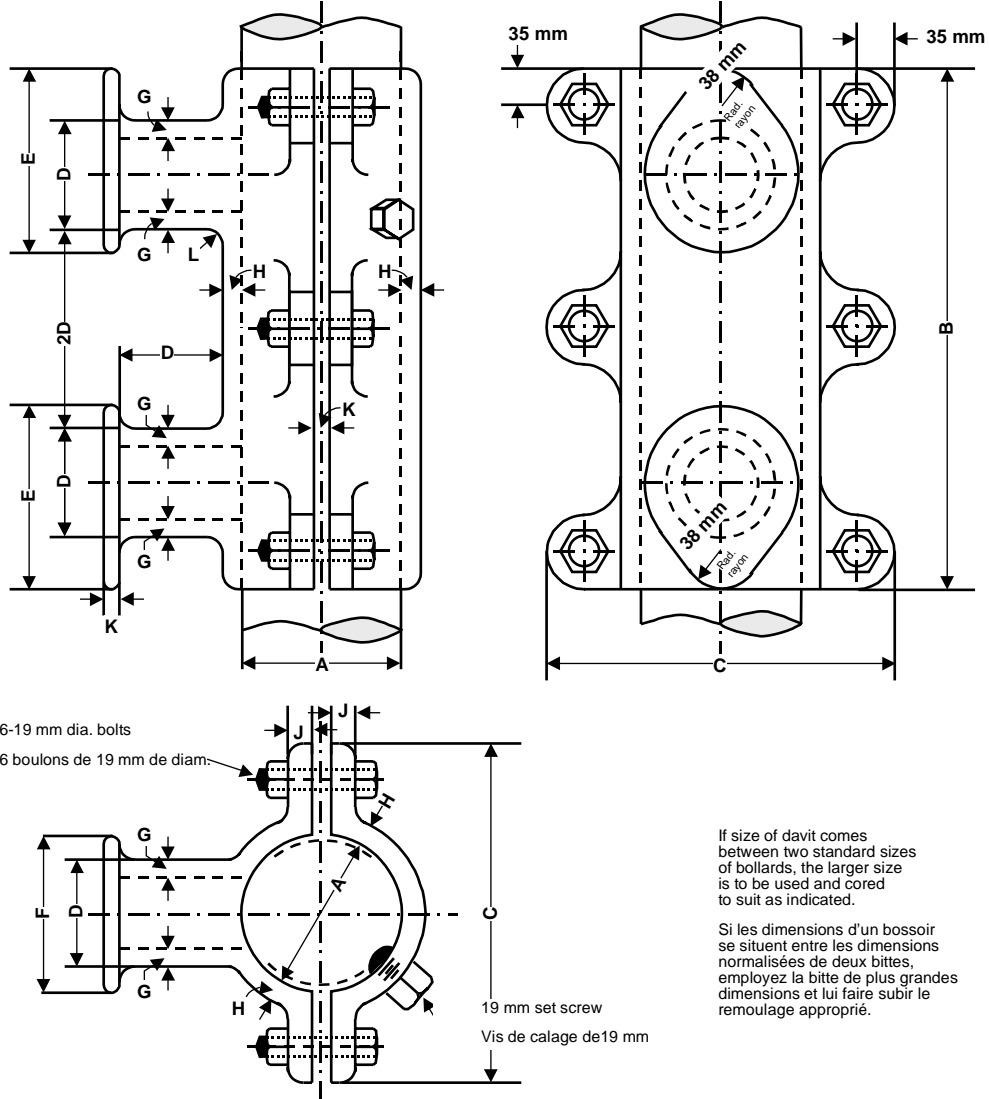 35 mm
35 mm
38 mm
Rad.
rayon
G
E
D
G
L
H
H
2D
B
D
G
K
E
D
38 mm
Rad.
rayon
G
K
A
C
J
J
6-19 mm dia. bolts
6 boulons de 19 mm de diam.
H
G
A
F
D
C
G
H
19 mm set screw
Vis de calage de19 mm
If size of davit comes
between two standard sizes
of bollards, the larger size
is to be used and cored
to suit as indicated.
Si les dimensions d'un bossoir
se situent entre les dimensions
normalisées de deux bittes,
employez la bitte de plus grandes
dimensions et lui faire subir le
remoulage approprié.